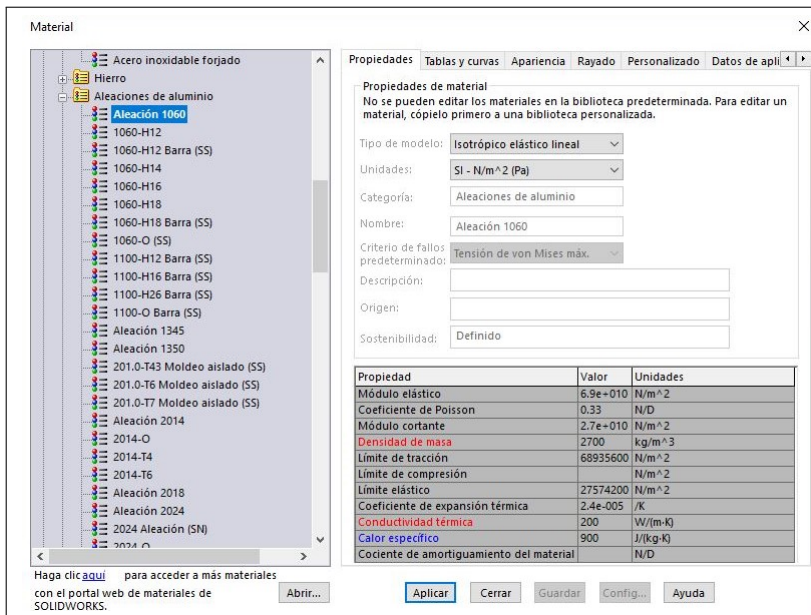 Material
Acero inoxidable forjado
Hierro
Aleaciones de aluminio
Aleación 1060
1060-H12
1060-H12 Barra (SS)
1060-H14
1060-H16
1060-H18
1060-H18 Barra (SS)
1060-O (SS)
1100-H12 Barra (SS)
1100-H16 Barra (SS)
1100-H26 Barra (SS)
1100-O Barra (SS)
Aleación 1345
Aleación 1350
201.0-T43 Moldeo aislado (SS)
201.0-T6 Moldeo aislado (SS)
201.0-T7 Moldeo aislado (SS)
Aleación 2014
2014-O
2014-T4
2014-T6
Aleación 2018
Aleación 2024
2024 Aleación (SN)
2024-O
Haga clic aquí para acceder a más materiales
con el portal web de materiales de
SOLIDWORKS.
Abrir...
Propiedades Tablas y curvas Apariencia Rayado Personalizado Datos de apli
Propiedades de material
No se pueden editar los materiales en la biblioteca predeterminada. Para editar un
material, cópielo primero a una biblioteca personalizada.
Tipo de modelo: Isotrópico elástico lineal
Unidades: SI - N/m^2 (Pa)
Categoría: Aleaciones de aluminio
Nombre: Aleación 1060
Criterio de fallos
predeterminado: Tensión de von Mises máx.
Descripción:
Origen:
Sostenibilidad: Definido
Propiedad Valor Unidades
Módulo elástico 6.9e+010 N/m^2
Coeficiente de Poisson 0.33 N/D
Módulo cortante 2.7e+010 N/m^2
Densidad de masa 2700 kg/m^3
Límite de tracción 68935600 N/m^2
Límite de compresión N/m^2
Límite elástico 27574200 N/m^2
Coeficiente de expansión térmica 2.4e-005 /K
Conductividad térmica 200 W/(m·K)
Calor específico 900 J/(kg·K)
Cociente de amortiguamiento del material N/D
Aplicar Cerrar Guardar Config... Ayuda